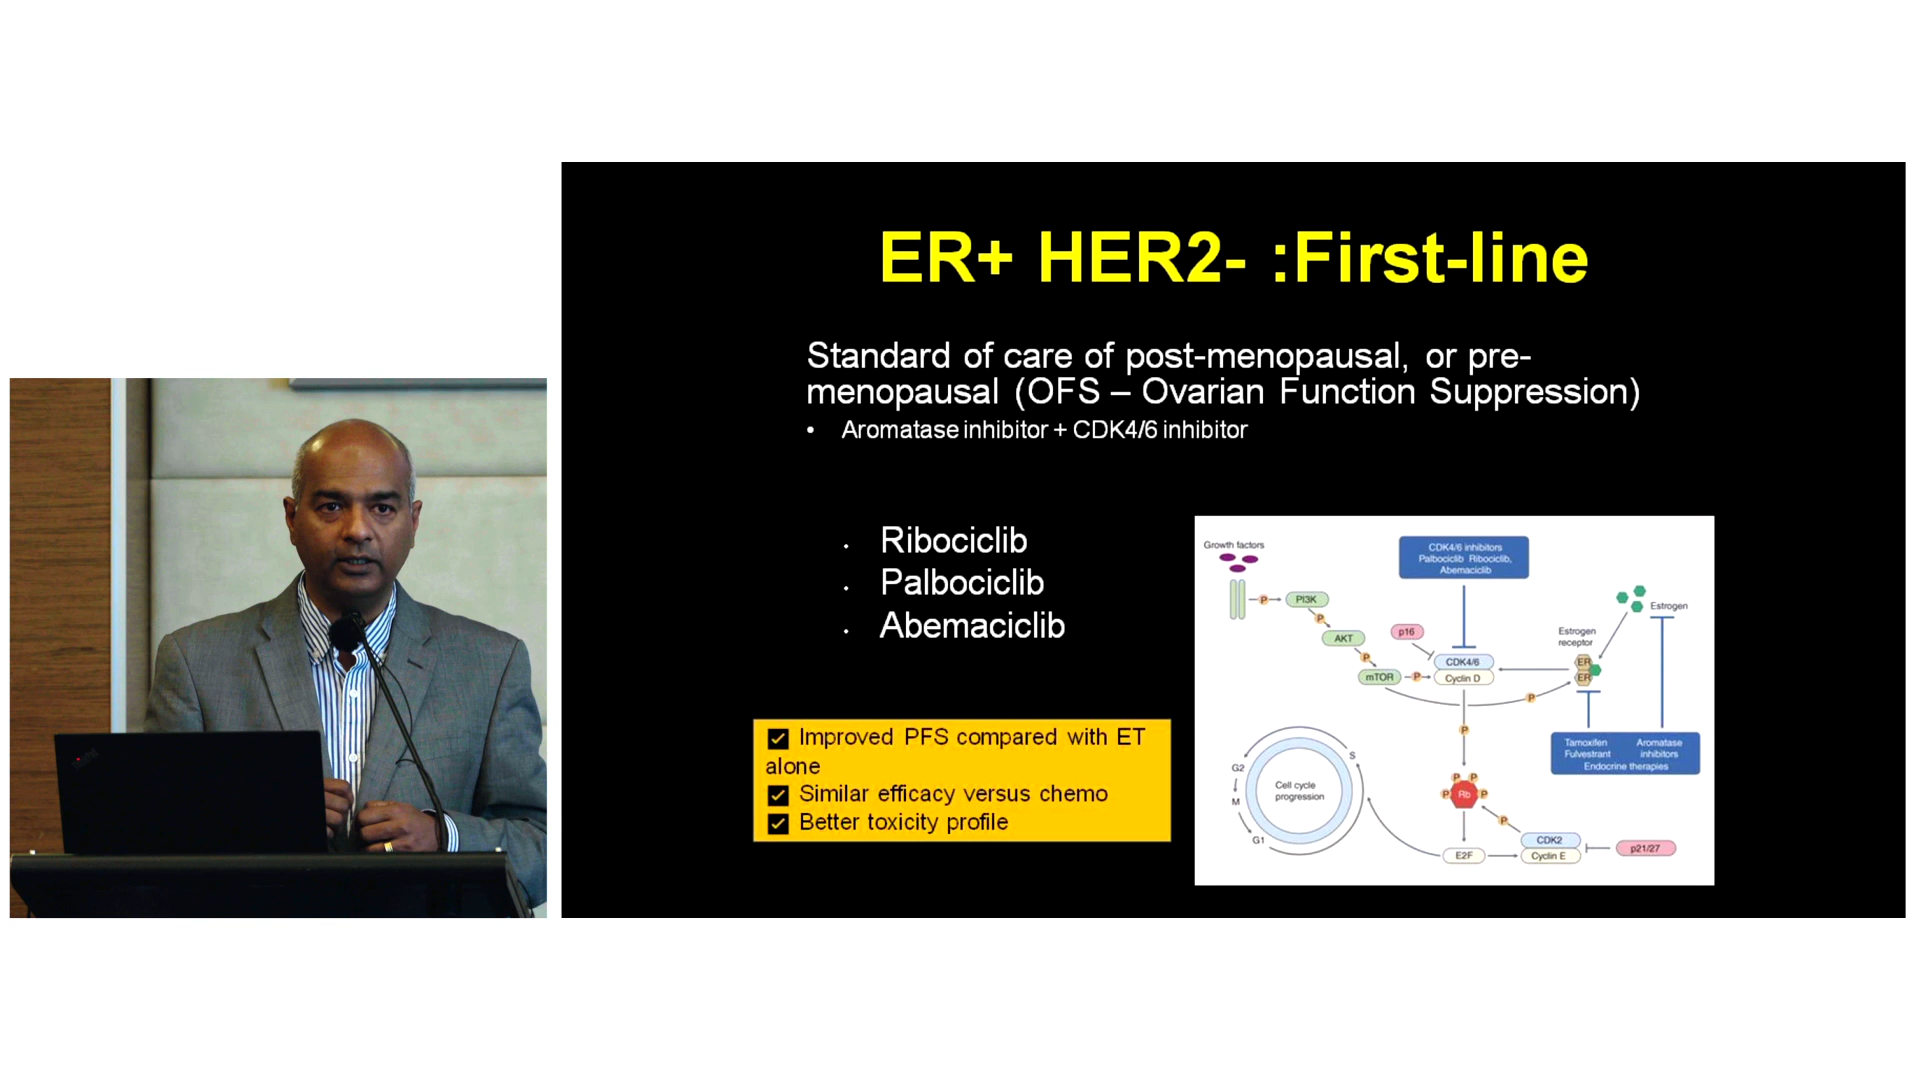 ER+ HER2- :First-line
Standard of care of post-menopausal, or pre-
menopausal (OFS – Ovarian Function Suppression)
• Aromatase inhibitor + CDK4/6 inhibitor
• Ribociclib
• Palbociclib
• Abemaciclib
Improved PFS compared with ET
alone
Similar efficacy versus chemo
Better toxicity profile
Growth factors
CDK4/6 inhibitors
Palbociclib Ribociclib,
Abemaciclib
P
PI3K
Estrogen
P
AKT
p16
Estrogen
receptor
P
CDK4/6
ER
mTOR
P
Cyclin D
ER
P
P
Tamoxifen
Fulvestrant
Aromatase
inhibitors
Endocrine therapies
S
G2
M
G1
Cell cycle
progression
P P
P Rb P
P
CDK2
E2F
Cyclin E
p21/27